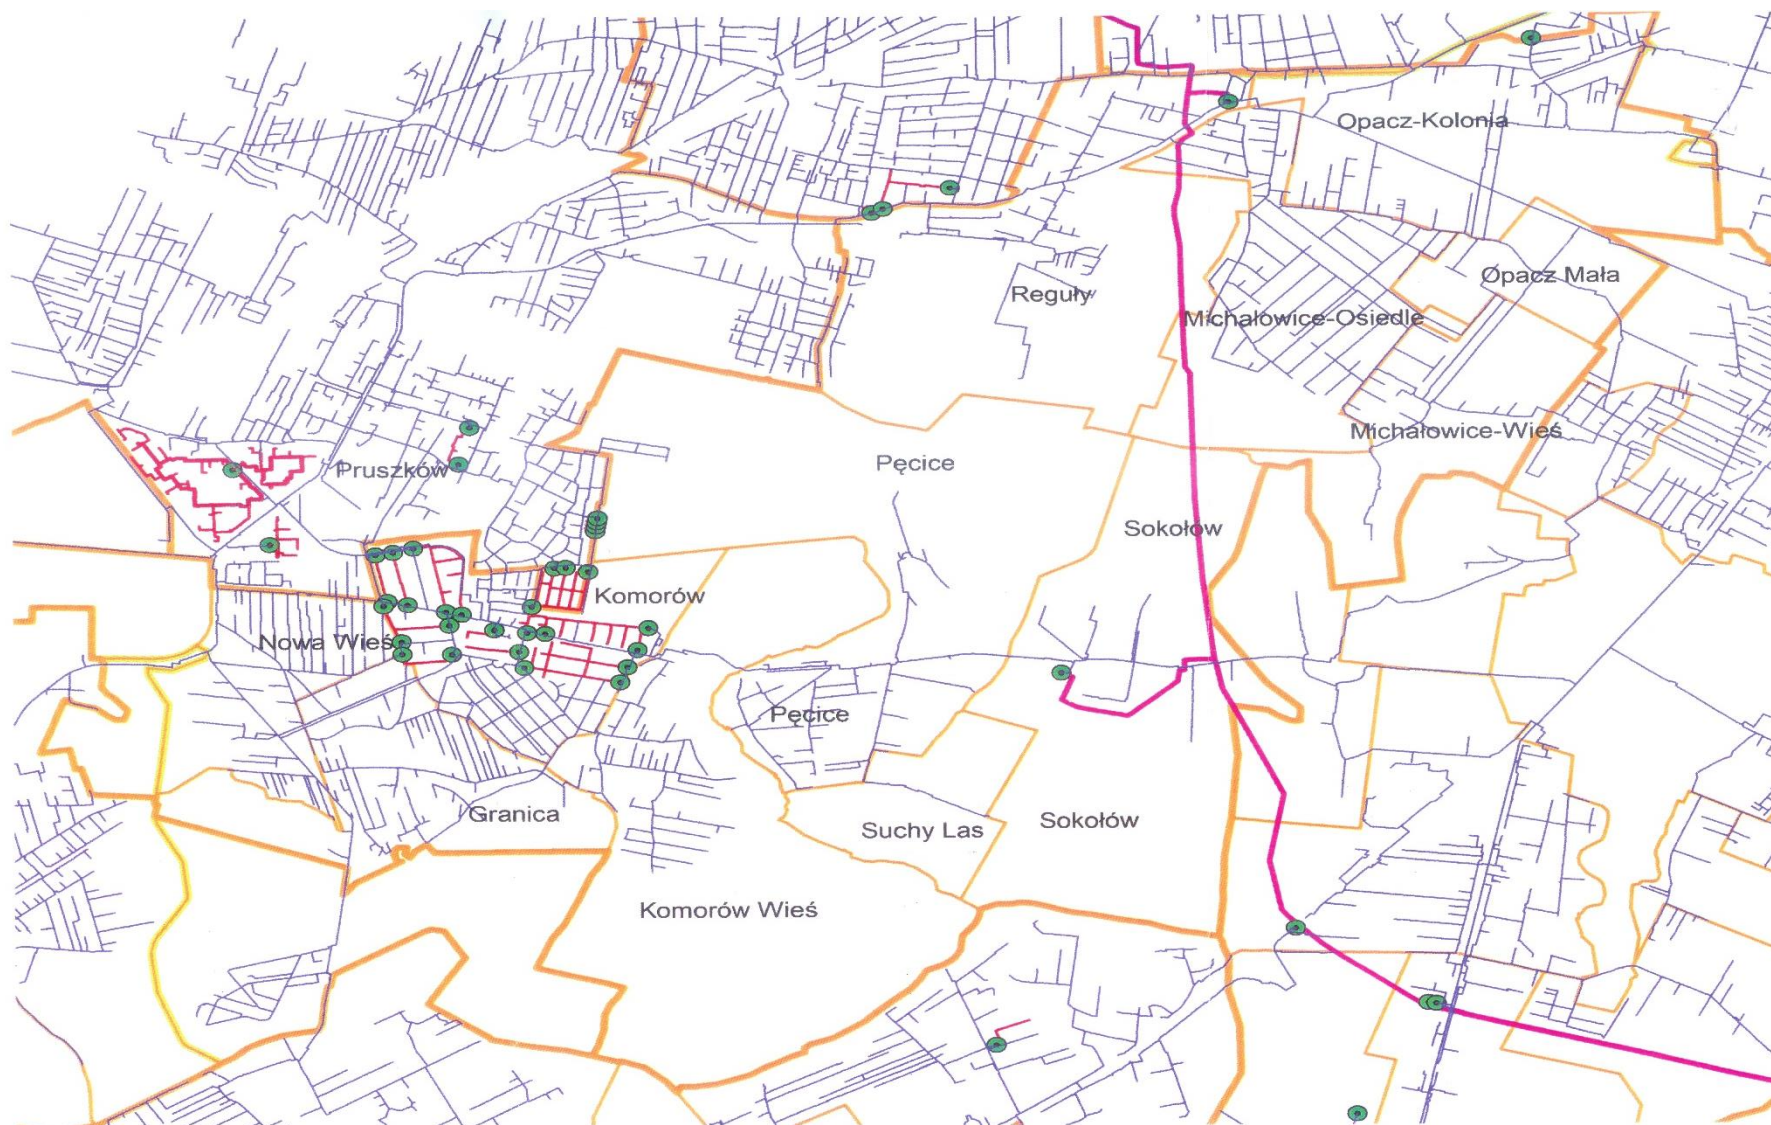 Opacz-Kolonia
Opacz Mała
Reguły
Michałowice-Osiedle
Michałowice-Wieś
Pęcice
Pruszków
Sokołów
Komorów
Nowa Wieś
Pęcice
Granica
Suchy Las
Sokołów
Komorów Wieś